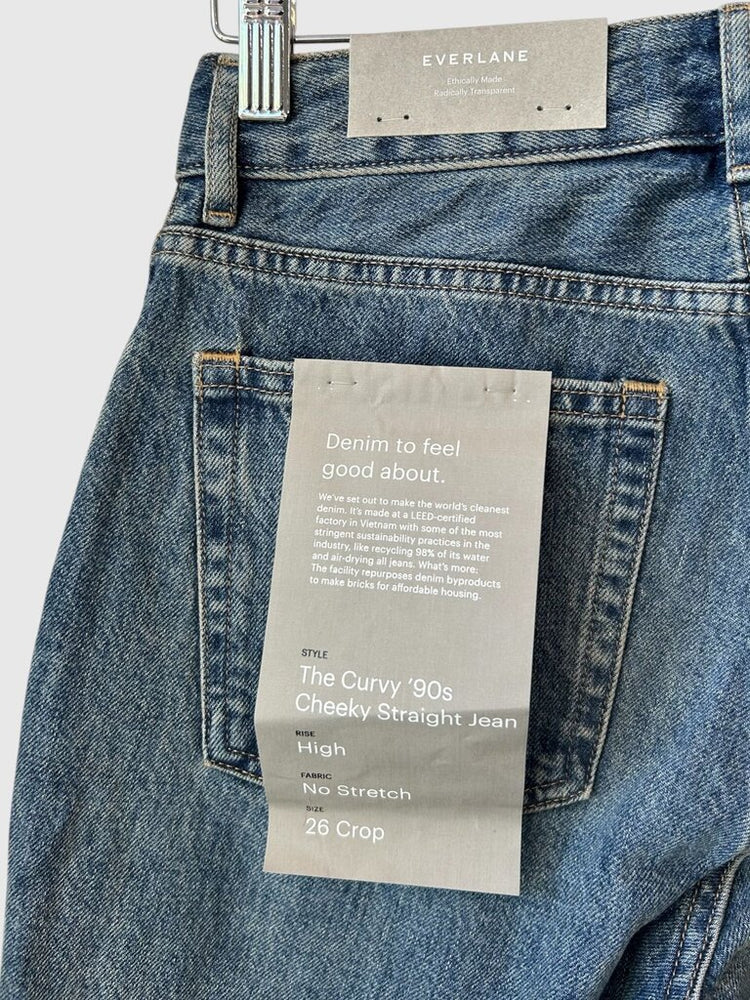 EVERLANE
Ethically Made
Radically Transparent
Denim to feel
good about.
We've set out to make the world's cleanest
denim. It's made at a LEED-certified
factory in Vietnam with some of the most
stringent sustainability practices in the
industry, like recycling 98% of its water
and air-drying all jeans. What's more:
The facility repurposes denim byproducts
to make bricks for affordable housing.
STYLE
The Curvy '90s
Cheeky Straight Jean
RISE
High
FABRIC
No Stretch
SIZE
26 Crop